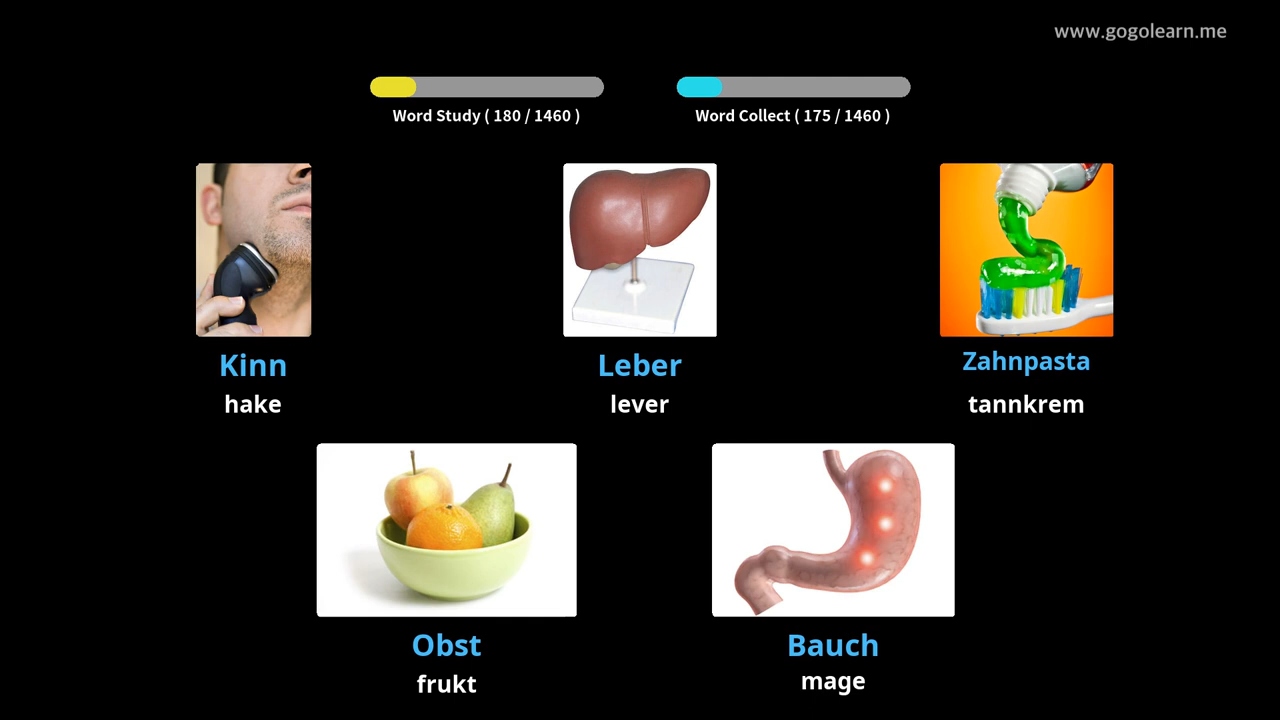 www.gogolearn.me
Word Study ( 180 / 1460 )
Word Collect ( 175 / 1460 )
Kinn
hake
Leber
lever
Zahnpasta
tannkrem
Obst
frukt
Bauch
mage